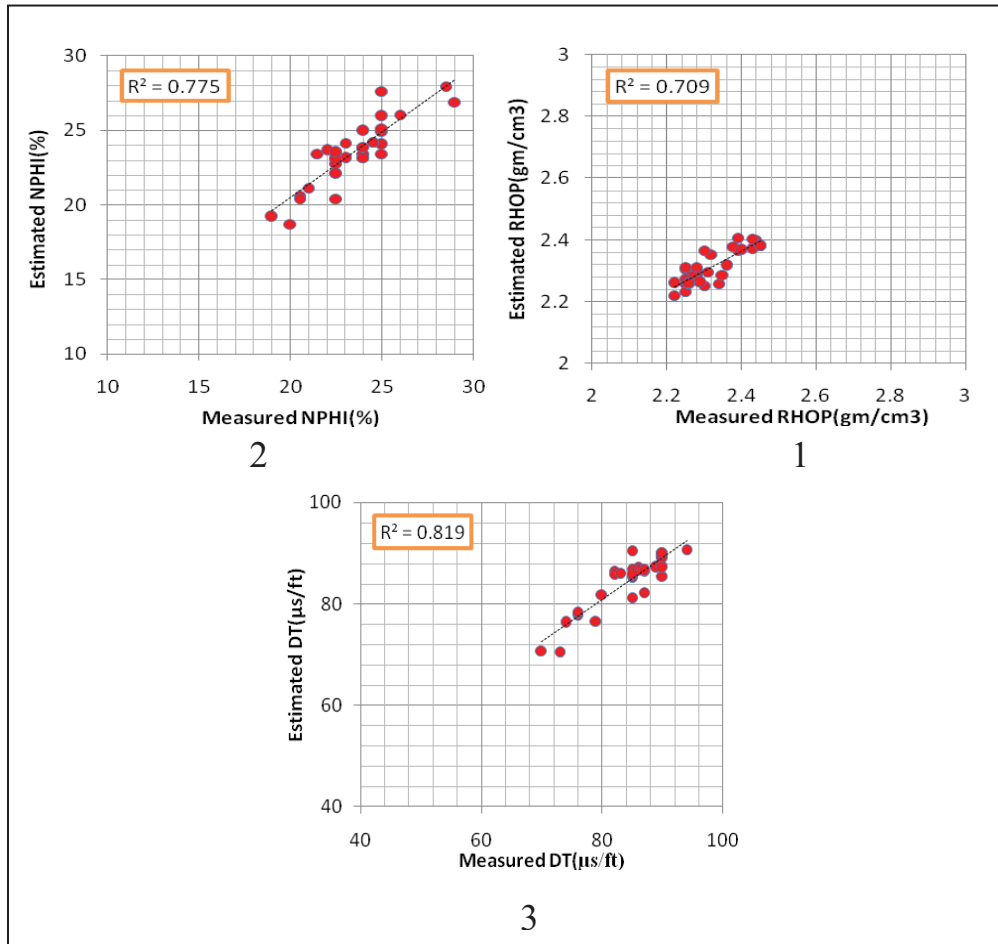 30
25
20
15
10
Estimated NPHI(%)
R² = 0.775
10 15 20 25 30
Measured NPHI(%)
2
3
2.8
2.6
2.4
2.2
2
Estimated RHOP(gm/cm3)
R² = 0.709
2 2.2 2.4 2.6 2.8 3
Measured RHOP(gm/cm3)
1
100
80
60
40
Estimated DT(µs/ft)
R² = 0.819
40 60 80 100
Measured DT(µs/ft)
3